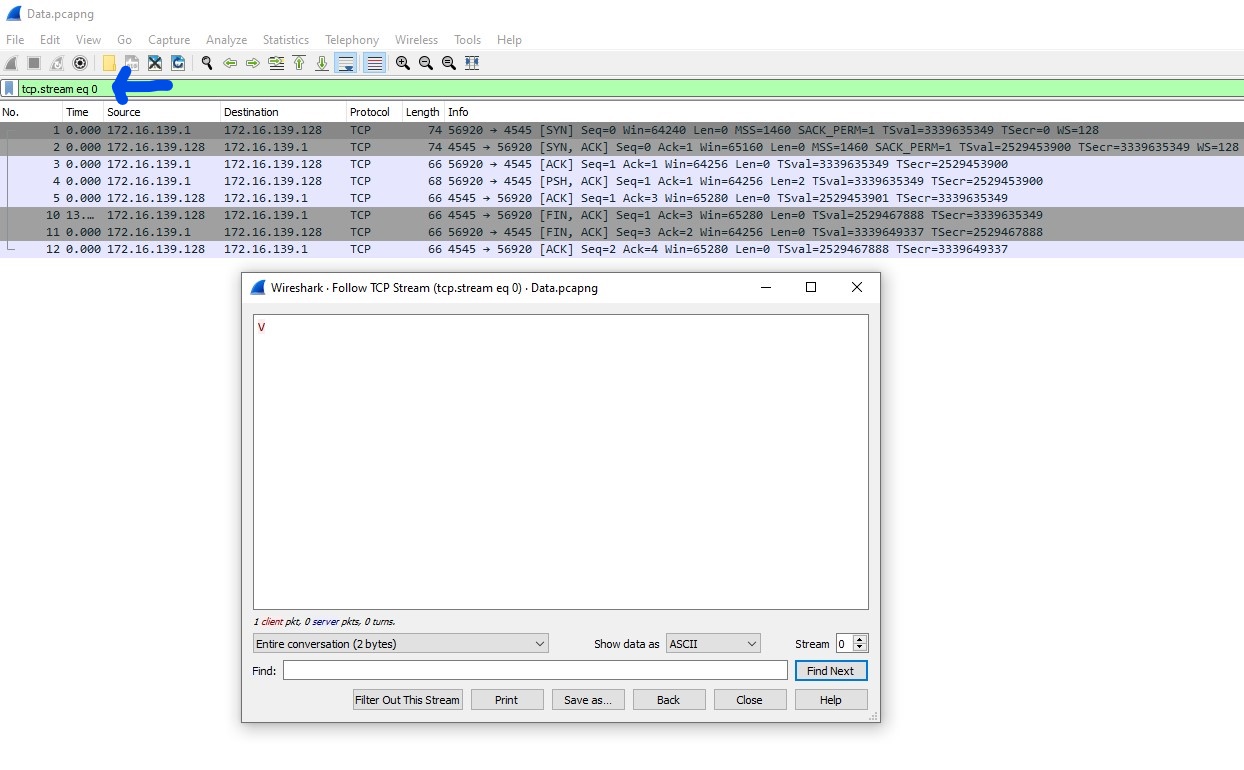 Data.pcapng
File Edit View Go Capture Analyze Statistics Telephony Wireless Tools Help
tcp.stream eq 0
No. Time Source Destination Protocol Length Info
1 0.000 172.16.139.1 172.16.139.128 TCP 74 56920 → 4545 [SYN] Seq=0 Win=64240 Len=0 MSS=1460 SACK_PERM=1 TSval=3339635349 TSecr=0 WS=128
2 0.000 172.16.139.128 172.16.139.1 TCP 74 4545 → 56920 [SYN, ACK] Seq=0 Ack=1 Win=65160 Len=0 MSS=1460 SACK_PERM=1 TSval=2529453900 TSecr=3339635349 WS=128
3 0.000 172.16.139.1 172.16.139.128 TCP 66 56920 → 4545 [ACK] Seq=1 Ack=1 Win=64256 Len=0 TSval=3339635349 TSecr=2529453900
4 0.000 172.16.139.1 172.16.139.128 TCP 68 56920 → 4545 [PSH, ACK] Seq=1 Ack=1 Win=64256 Len=2 TSval=3339635349 TSecr=2529453900
5 0.000 172.16.139.128 172.16.139.1 TCP 66 4545 → 56920 [ACK] Seq=1 Ack=3 Win=65280 Len=0 TSval=2529453901 TSecr=3339635349
10 13.… 172.16.139.128 172.16.139.1 TCP 66 4545 → 56920 [FIN, ACK] Seq=1 Ack=3 Win=65280 Len=0 TSval=2529467888 TSecr=3339635349
11 0.000 172.16.139.1 172.16.139.128 TCP 66 56920 → 4545 [FIN, ACK] Seq=3 Ack=2 Win=64256 Len=0 TSval=3339649337 TSecr=2529467888
12 0.000 172.16.139.128 172.16.139.1 TCP 66 4545 → 56920 [ACK] Seq=2 Ack=4 Win=65280 Len=0 TSval=2529467888 TSecr=3339649337
Wireshark · Follow TCP Stream (tcp.stream eq 0) · Data.pcapng
V
1 client pkt, 0 server pkts, 0 turns.
Entire conversation (2 bytes) Show data as ASCII Stream 0
Find: Find Next
Filter Out This Stream Print Save as... Back Close Help